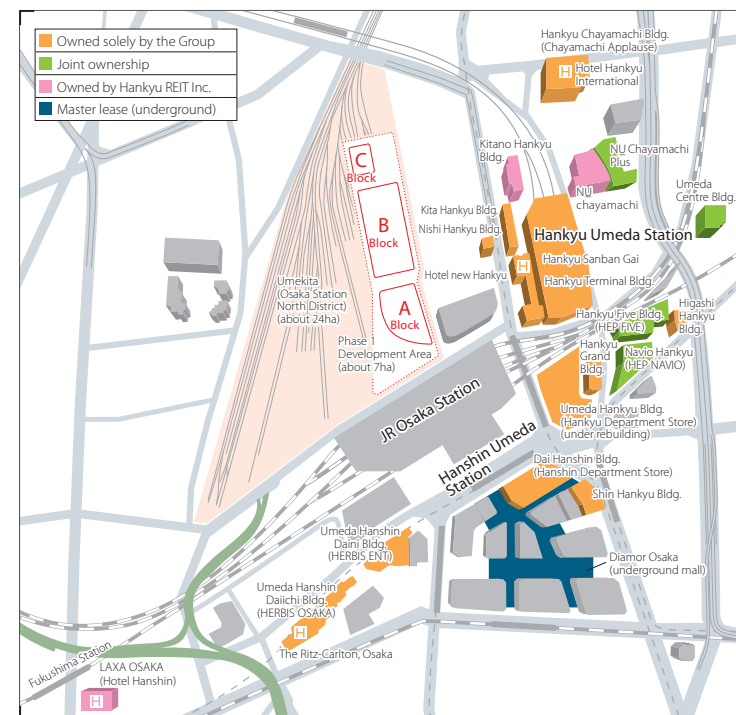 Owned solely by the Group
Joint ownership
Owned by Hankyu REIT Inc.
Master lease (underground)
Hankyu Chayamachi Bldg.
(Chayamachi Applause)
H
Hotel Hankyu
International
Kitano Hankyu
Bldg.
NU Chayamachi
Plus
NU
chayamachi
Umeda
Centre Bldg.
C
Block
B
Block
A
Block
Kita Hankyu Bldg.
Nishi Hankyu Bldg.
Hankyu Umeda Station
H
Hankyu Sanban Gai
Hotel new Hankyu
Hankyu Terminal Bldg.
Umekita
(Osaka Station
North District)
(about 24ha)
Phase 1
Development Area
(about 7ha)
Hankyu Five Bldg.
(HEP FIVE)
Higashi
Hankyu
Bldg.
Hankyu
Grand
Bldg.
Navio Hankyu
(HEP NAVIO)
JR Osaka Station
Umeda Hankyu Bldg.
(Hankyu Department Store)
(under rebuilding)
Hanshin Umeda
Station
Dai Hanshin Bldg.
(Hanshin Department Store)
Shin Hankyu Bldg.
Umeda Hanshin
Daini Bldg.
(HERBIS ENT)
Diamor Osaka
(underground mall)
Umeda Hanshin
Daiichi Bldg.
(HERBIS OSAKA)
H
The Ritz-Carlton, Osaka
Fukushima Station
LAXA OSAKA
(Hotel Hanshin)
H